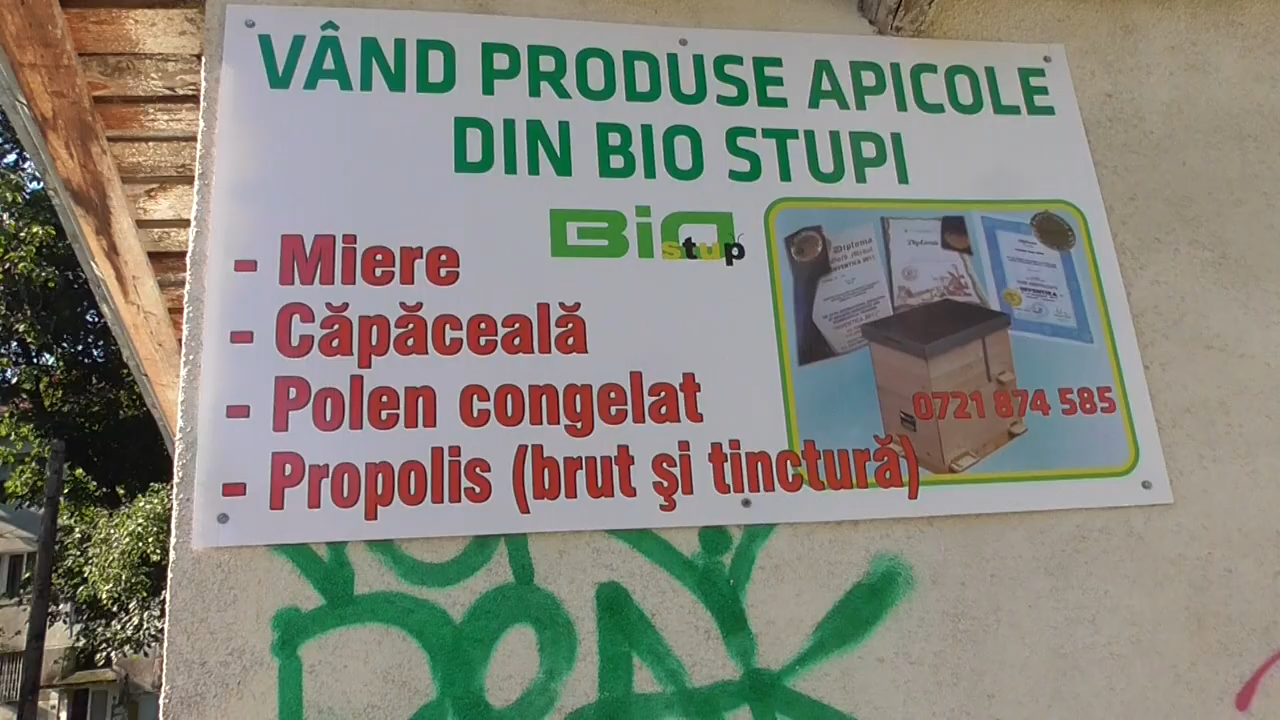 VÂND PRODUSE APICOLE
DIN BIO STUPI
BiO stup
- Miere
- Căpăceală
- Polen congelat
- Propolis (brut şi tinctură)
Diploma
Diploma
0721 874 585